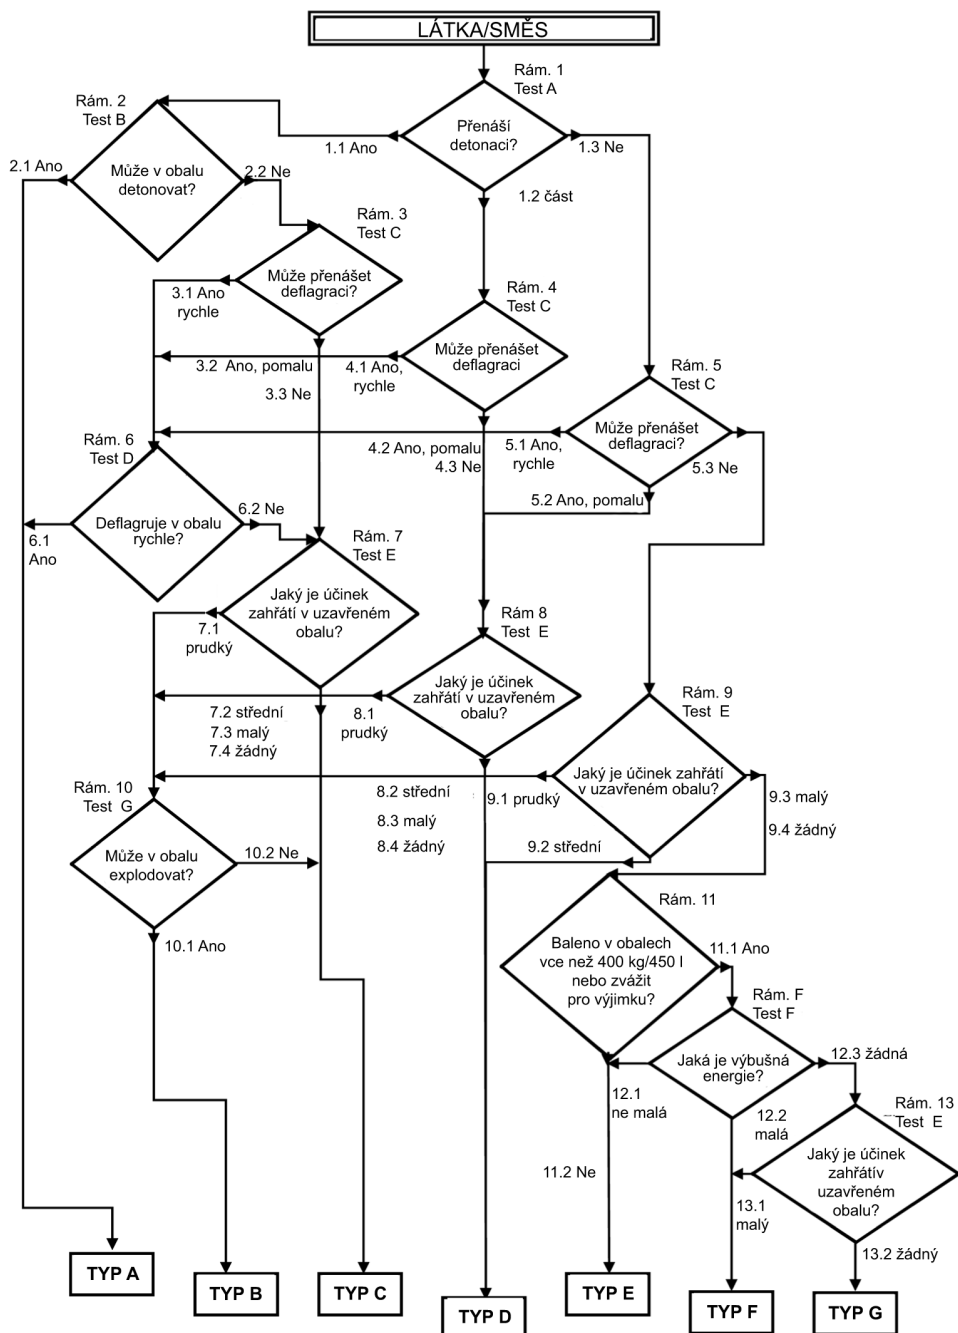 LÁTKA/SMĚS
Rám. 1
Test A
Přenáší
detonaci?
1.1 Ano
1.3 Ne
1.2 část
Rám. 2
Test B
Může v obalu
detonovat?
2.1 Ano
2.2 Ne
Rám. 3
Test C
Může přenášet
deflagraci?
3.1 Ano
rychle
3.2 Ano, pomalu
3.3 Ne
Rám. 4
Test C
Může přenášet
deflagraci
4.1 Ano,
rychle
4.2 Ano, pomalu
4.3 Ne
Rám. 5
Test C
Může přenášet
deflagraci?
5.1 Ano,
rychle
5.3 Ne
5.2 Ano, pomalu
Rám. 6
Test D
Deflagruje v obalu
rychle?
6.1
Ano
6.2 Ne
Rám. 7
Test E
Jaký je účinek
zahřátí v uzavřeném
obalu?
7.1
prudký
7.2 střední
7.3 malý
7.4 žádný
Rám 8
Test E
Jaký je účinek
zahřátí v uzavřeném
obalu?
8.1
prudký
8.2 střední
8.3 malý
8.4 žádný
Rám. 9
Test E
Jaký je účinek zahřátí
v uzavřeném obalu?
9.1 prudký
9.2 střední
9.3 malý
9.4 žádný
Rám. 10
Test G
Může v obalu
explodovat?
10.2 Ne
10.1 Ano
Rám. 11
Baleno v obalech
vce než 400 kg/450 l
nebo zvážit
pro výjimku?
11.1 Ano
11.2 Ne
Rám. F
Test F
Jaká je výbušná
energie?
12.1
ne malá
12.2
malá
12.3 žádná
Rám. 13
Test E
Jaký je účinek
zahřátív
uzavřeném
obalu?
13.1
malý
13.2 žádný
TYP A
TYP B
TYP C
TYP D
TYP E
TYP F
TYP G